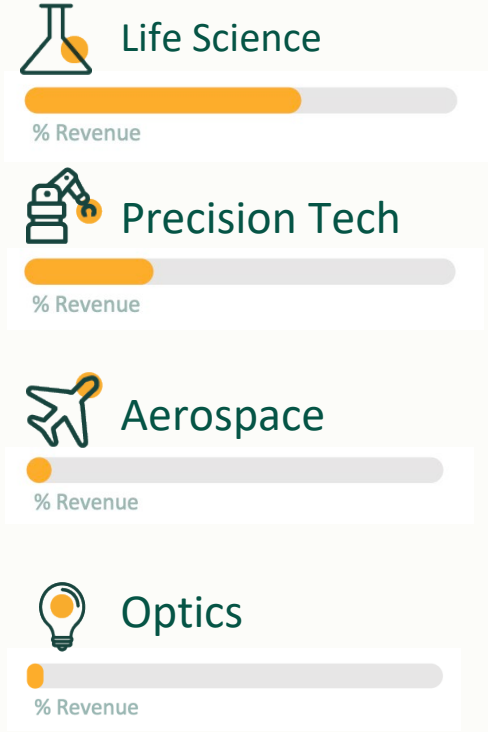 Life Science
% Revenue
Precision Tech
% Revenue
Aerospace
% Revenue
Optics
% Revenue